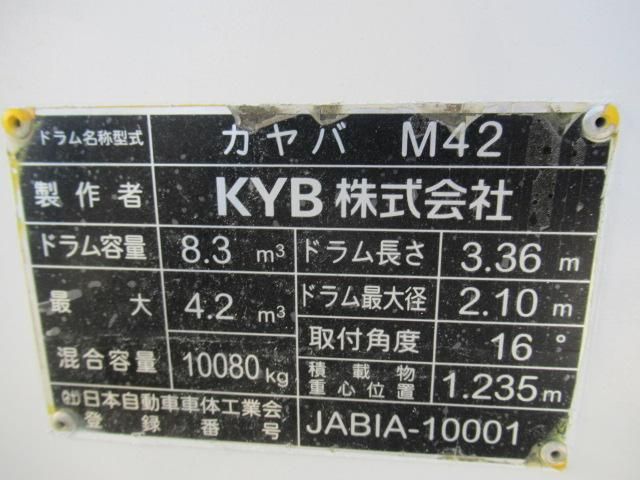 ドラム名称型式 カヤバ M42
製作者 KYB株式会社
ドラム容量 8.3 m³ ドラム長さ 3.36 m
最大 4.2 m³ ドラム最大径 2.10 m
混合容量 10080kg 取付角度 16°
積載物
重心位置 1.235m
㈳日本自動車車体工業会
登録番号 JABIA-10001